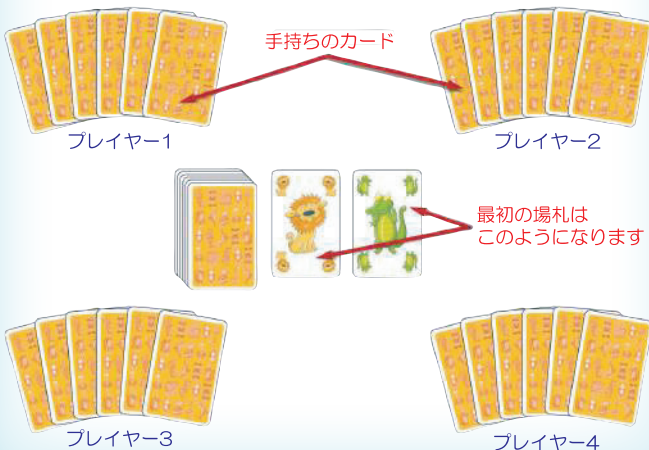 手持ちのカード
プレイヤー1
プレイヤー2
最初の場札は
このようになります
プレイヤー3
プレイヤー4